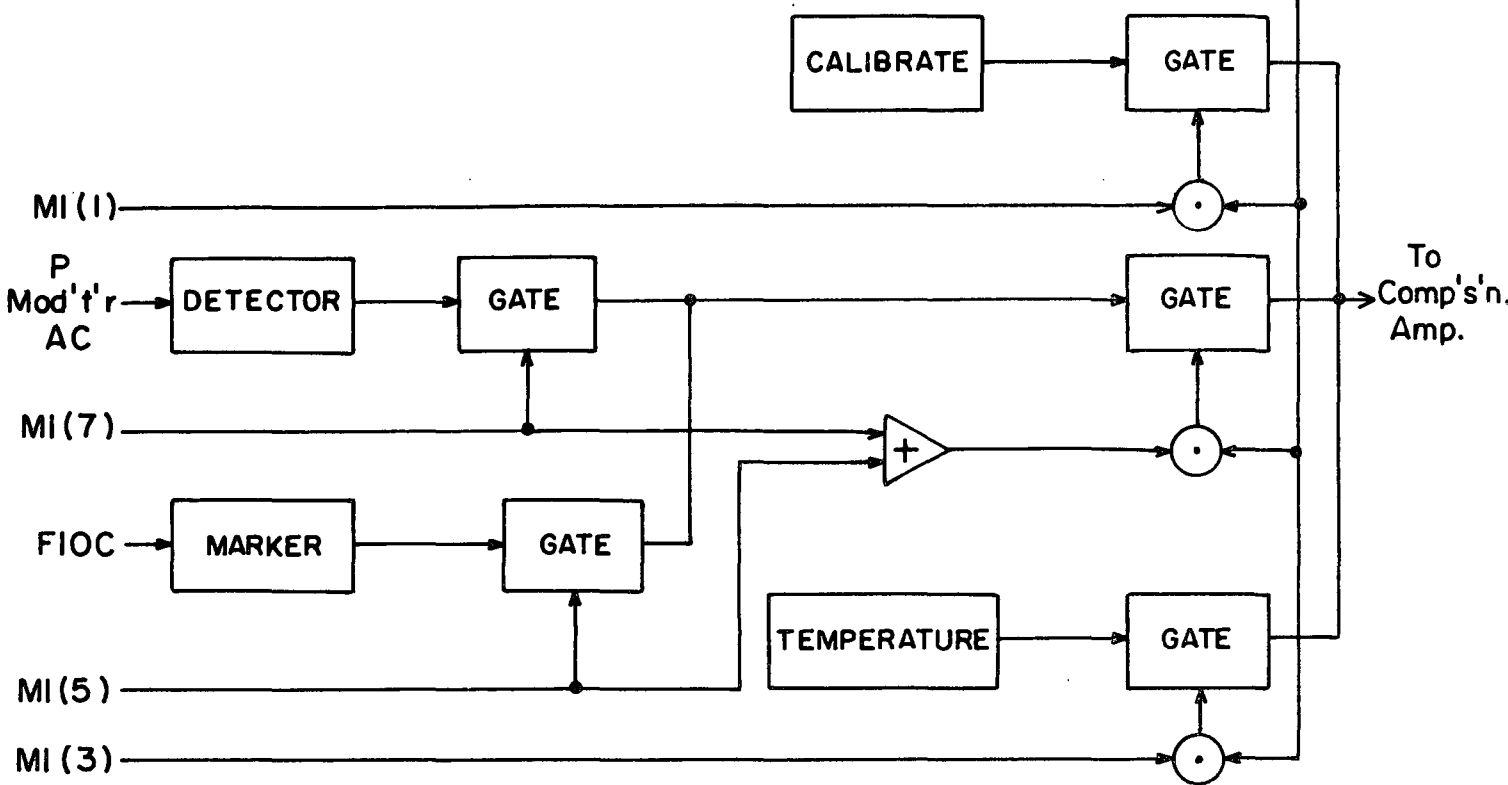 CALIBRATE
GATE
MI(1)
P
Mod't'r
AC
DETECTOR
GATE
GATE
To
Comp's'n.
Amp.
MI(7)
+
F10C
MARKER
GATE
TEMPERATURE
GATE
MI(5)
MI(3)